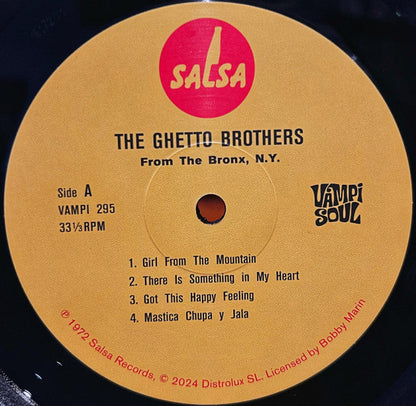 SALSA
THE GHETTO BROTHERS
From The Bronx, N.Y.
Side A
VAMPI 295
33⅓ RPM
VAMPI
SOUL
1. Girl From The Mountain
2. There Is Something in My Heart
3. Got This Happy Feeling
4. Mastica Chupa y Jala
℗ 1972 Salsa Records, © 2024 Distrolux SL. Licensed by Bobby Marin